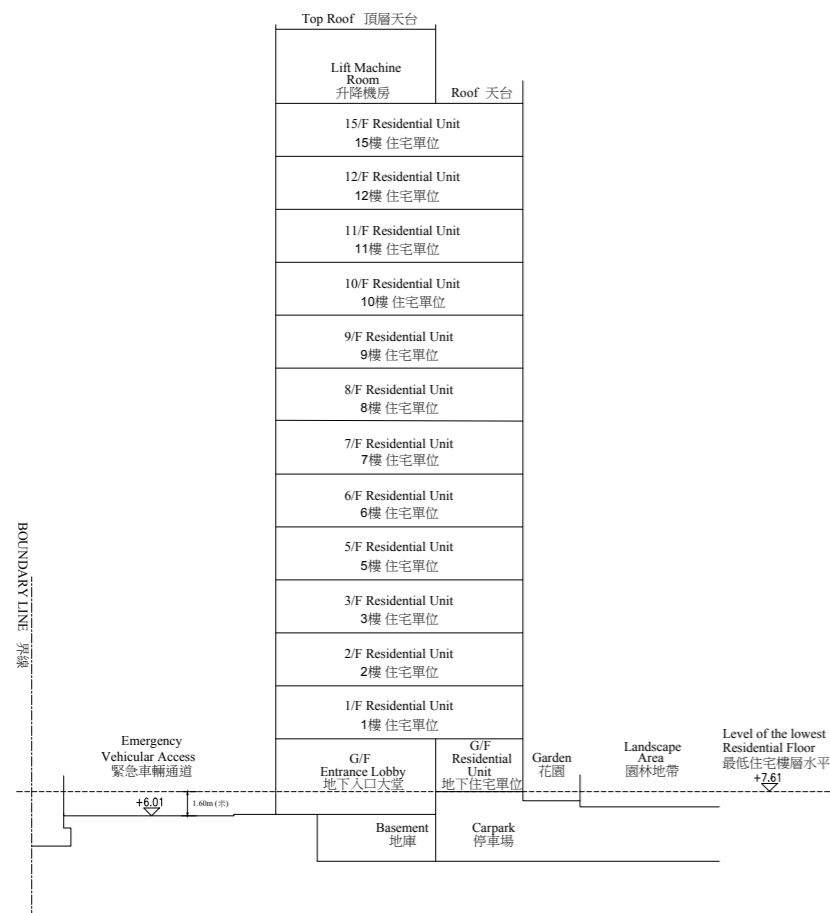 Top Roof 頂層天台
Lift Machine
Room
升降機房
Roof 天台
15/F Residential Unit
15樓 住宅單位
12/F Residential Unit
12樓 住宅單位
11/F Residential Unit
11樓 住宅單位
10/F Residential Unit
10樓 住宅單位
9/F Residential Unit
9樓 住宅單位
8/F Residential Unit
8樓 住宅單位
7/F Residential Unit
7樓 住宅單位
6/F Residential Unit
6樓 住宅單位
5/F Residential Unit
5樓 住宅單位
3/F Residential Unit
3樓 住宅單位
2/F Residential Unit
2樓 住宅單位
1/F Residential Unit
1樓 住宅單位
BOUNDARY LINE 界線
Emergency
Vehicular Access
緊急車輛通道
G/F
Entrance Lobby
地下入口大堂
G/F
Residential
Unit
地下住宅單位
Garden
花園
Landscape
Area
園林地帶
Level of the lowest
Residential Floor
最低住宅樓層水平
+7.61
+6.01
1.60m (米)
Basement
地庫
Carpark
停車場